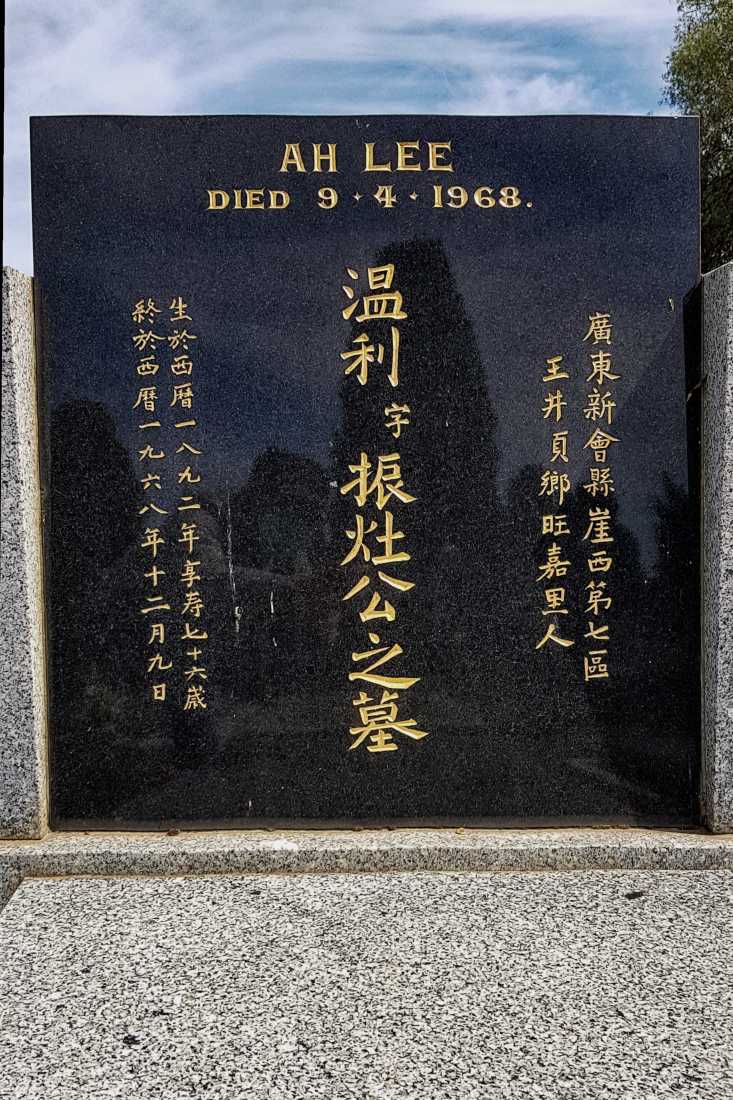 AH LEE
DIED 9·4·1968.
廣東新會縣崖西第七區
王井頁鄉旺嘉里人
温利字振灶公之墓
生於西曆一八九二年享寿七十六歲
終於西曆一九六八年十二月九日